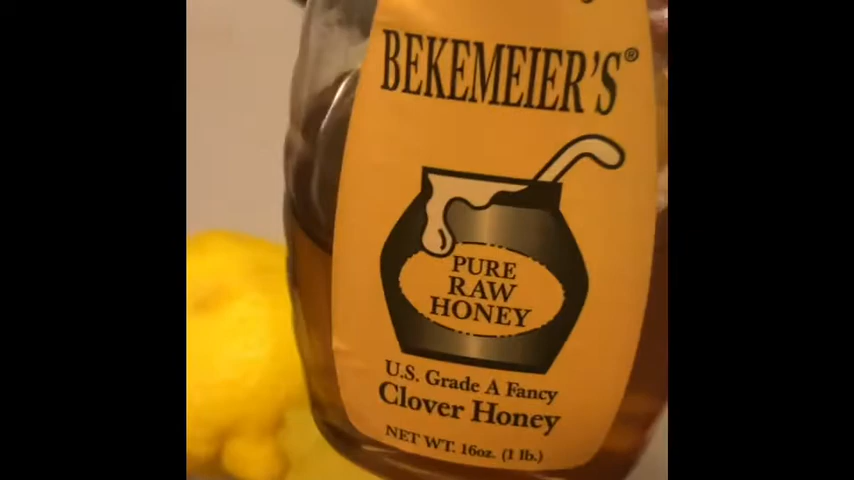 BEKEMEIER'S®
PURE
RAW
HONEY
U.S. Grade A Fancy
Clover Honey
NET WT. 16oz. (1 lb.)